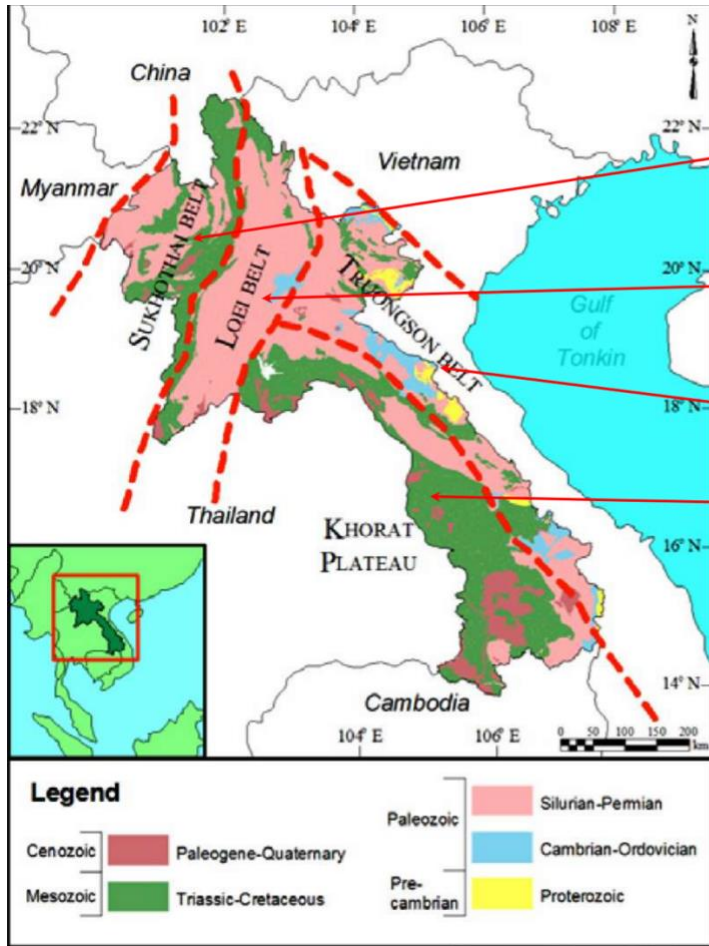 102° E
104° E
106° E
108° E
N
China
22° N
22° N
Myanmar
Vietnam
SUKHOTHAI BELT
LOEI BELT
TRUONGSON BELT
20° N
20° N
Gulf
of
Tonkin
18° N
18° N
Thailand
KHORAT
PLATEAU
16° N
16° N
14° N
Cambodia
104° E
106° E
0 50 100 150 200
km
Legend
Cenozoic
Paleogene-Quaternary
Mesozoic
Triassic-Cretaceous
Paleozoic
Silurian-Permian
Cambrian-Ordovician
Pre-
cambrian
Proterozoic